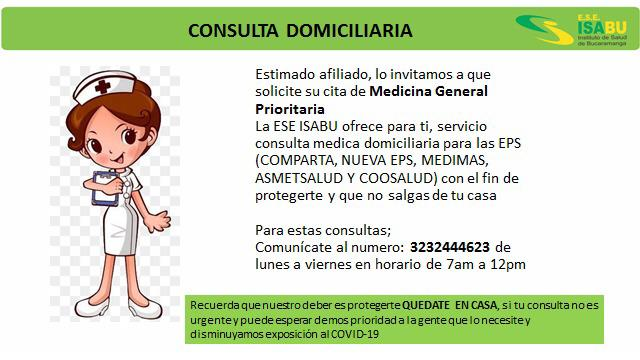 CONSULTA DOMICILIARIA
E.S.E.
ISABU
Instituto de Salud
de Bucaramanga
Estimado afiliado, lo invitamos a que
solicite su cita de Medicina General
Prioritaria
La ESE ISABU ofrece para ti, servicio
consulta medica domiciliaria para las EPS
(COMPARTA, NUEVA EPS, MEDIMAS,
ASMETSALUD Y COOSALUD) con el fin de
protegerte y que no salgas de tu casa
Para estas consultas;
Comunícate al numero: 3232444623 de
lunes a viernes en horario de 7am a 12pm
Recuerda que nuestro deber es protegerte QUEDATE EN CASA, si tu consulta no es
urgente y puede esperar demos prioridad a la gente que lo necesite y
disminuyamos exposición al COVID-19